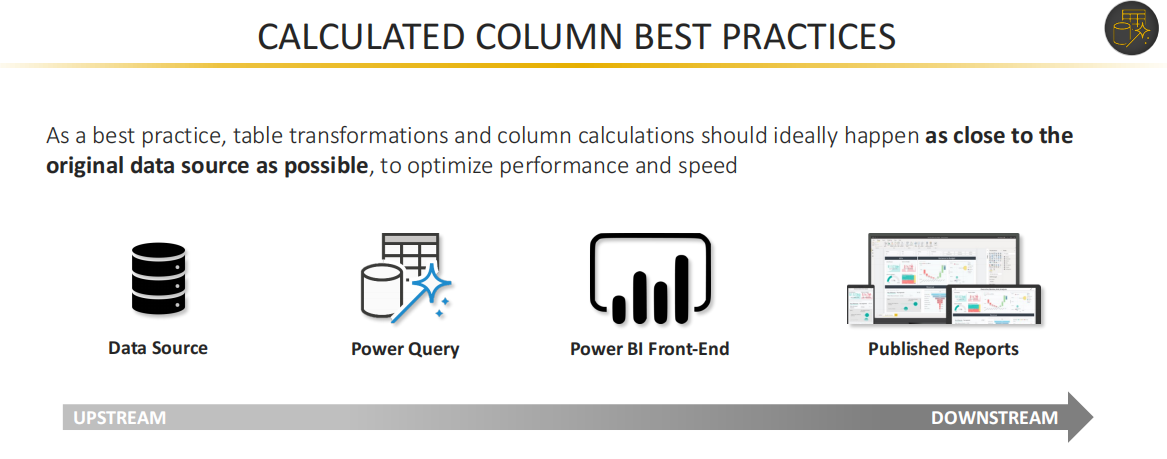 CALCULATED COLUMN BEST PRACTICES
As a best practice, table transformations and column calculations should ideally happen as close to the
original data source as possible, to optimize performance and speed
Data Source
Power Query
Power BI Front-End
Published Reports
UPSTREAM
DOWNSTREAM